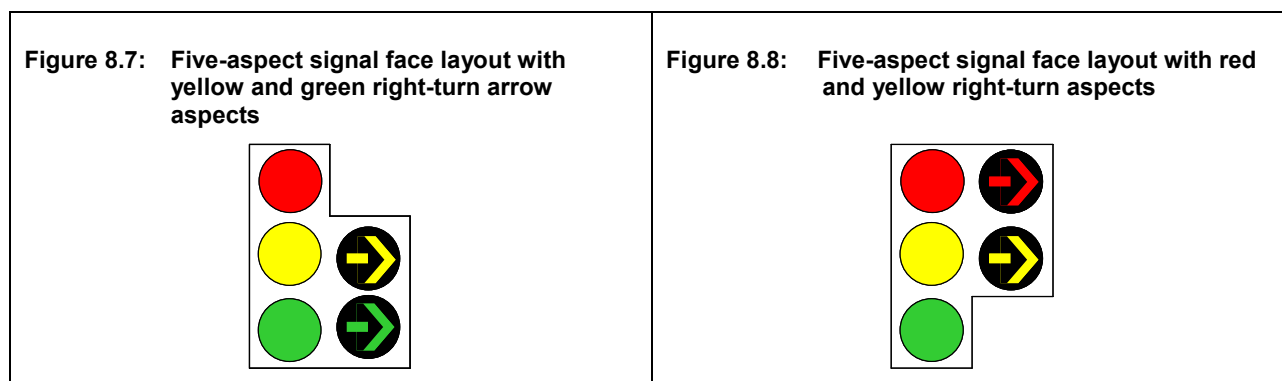 Figure 8.7: Five-aspect signal face layout with
yellow and green right-turn arrow
aspects
Figure 8.8: Five-aspect signal face layout with red
and yellow right-turn aspects